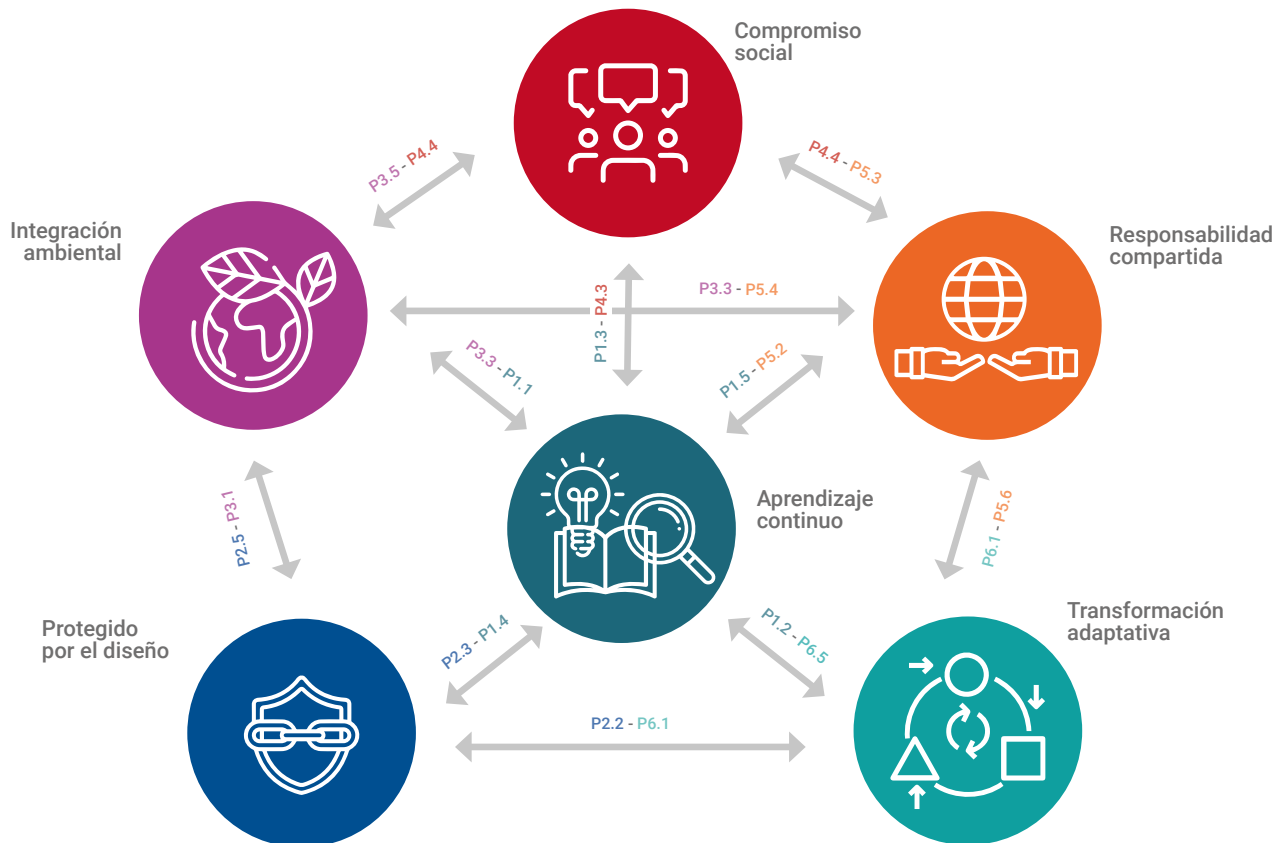 Compromiso
social
P3.5 - P4.4
P4.4 - P5.3
Integración
ambiental
Responsabilidad
compartida
P3.3 - P5.4
P1.3 - P4.3
P3.3 - P1.1
P1.5 - P5.2
Aprendizaje
continuo
P2.5 - P3.1
P6.1 - P5.6
Protegido
por el diseño
P2.3 - P1.4
P1.2 - P6.5
Transformación
adaptativa
P2.2 - P6.1